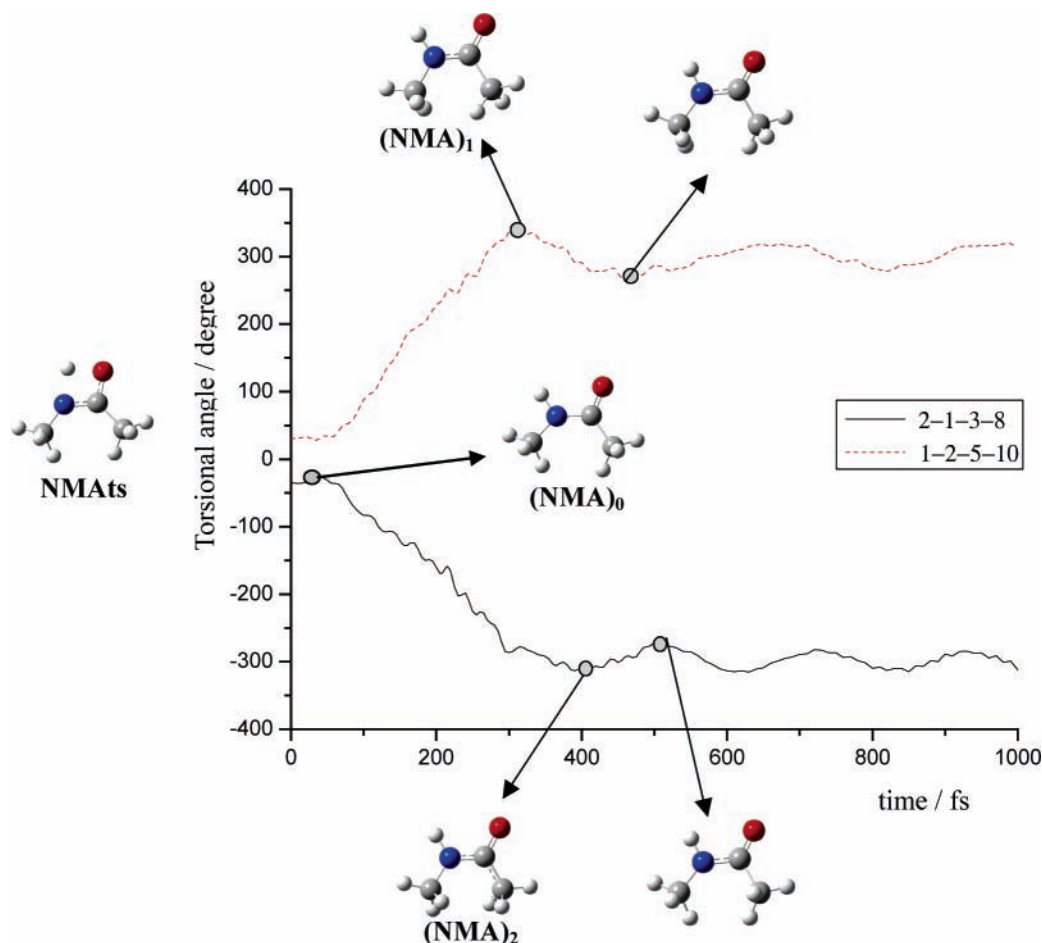 (NMA)₁
400
300
200
100
0
-100
-200
-300
-400
Torsional angle / degree
NMAts
(NMA)₀
2–1–3–8
1–2–5–10
0
200
400
600
800
1000
time / fs
(NMA)₂